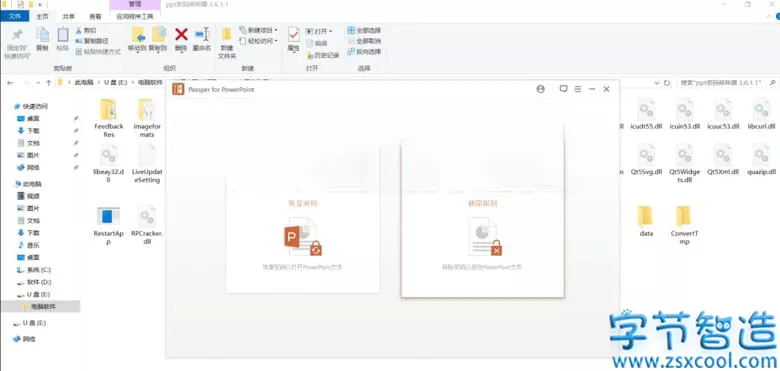 管理
ppt密码移除器 3.6.1.1
文件
主页
共享
查看
应用程序工具
固定到"快速访问"
复制
粘贴
剪切
复制路径
粘贴快捷方式
移动到
复制到
删除
重命名
新建文件夹
新建项目
轻松访问
属性
打开
编辑
历史记录
全部选择
全部取消
反向选择
剪贴板
组织
新建
打开
选择
此电脑
U 盘 (E:)
电脑软件
搜索"ppt密码移除器 3.6.1.1"
快速访问
桌面
下载
文档
图片
网络
此电脑
视频
图片
文档
下载
音乐
桌面
系统 (C:)
软件 (D:)
U 盘 (E:)
电脑软件
U 盘 (E:)
网络
FeedbackRes
imageformats
libeay32.dll
LiveUpdateSetting
RestartApp
RPCracker.dll
Passper for PowerPoint
恢复密码
恢复密码以打开PowerPoint文件
移除限制
移除密码以修改PowerPoint文件
icudt55.dll
icuin53.dll
icuuc53.dll
libcurl.dll
Qt5Svg.dll
Qt5Widgets.dll
Qt5Xml.dll
quazip.dll
data
ConvertTmp
字节智造
www.zsxcool.com